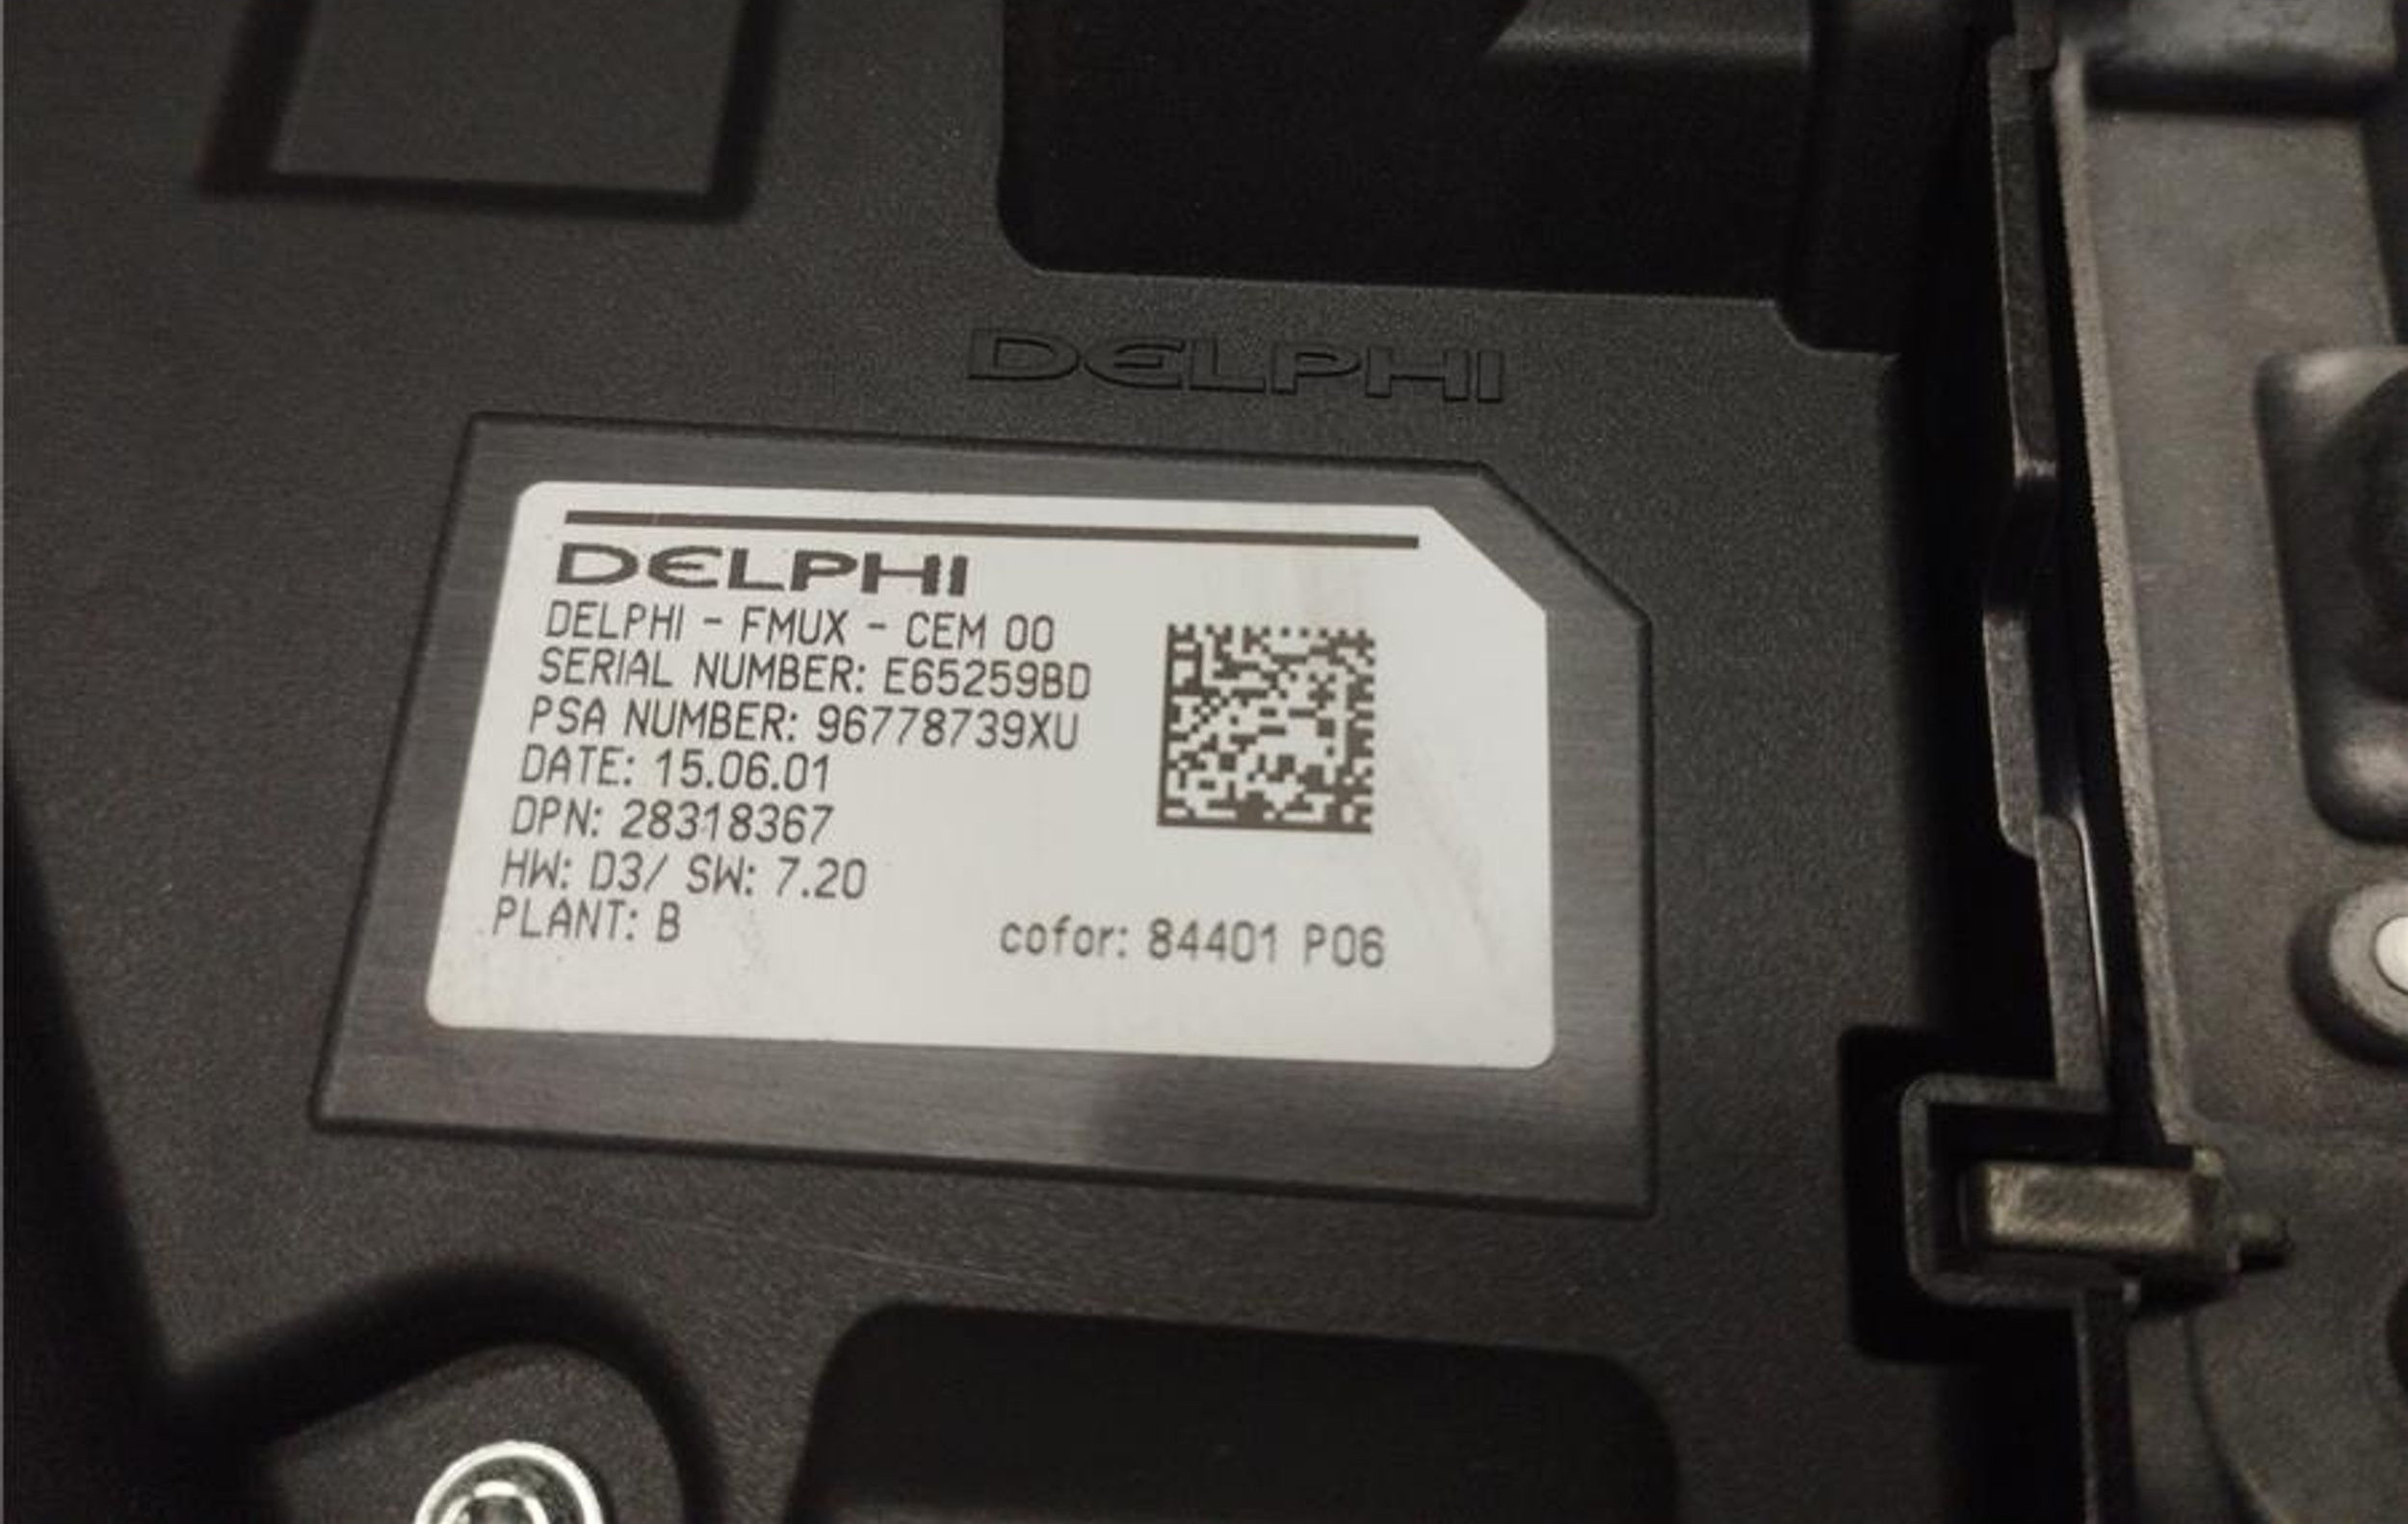 DELPHI
DELPHI
DELPHI - FMUX - CEM 00
SERIAL NUMBER: E65259BD
PSA NUMBER: 96778739XU
DATE: 15.06.01
DPN: 28318367
HW: D3/ SW: 7.20
PLANT: B
cofor: 84401 P06